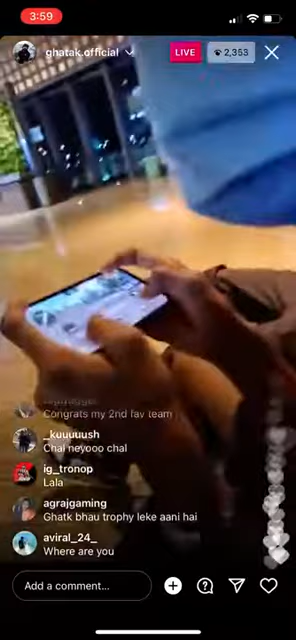 3:59
ghatak.official
LIVE
2,353
Congrats my 2nd fav team
_kuuuuush
Chal neyooo chal
ig_tronop
Lala
agrajgaming
Ghatk bhau trophy leke aani hai
aviral_24_
Where are you
Add a comment...